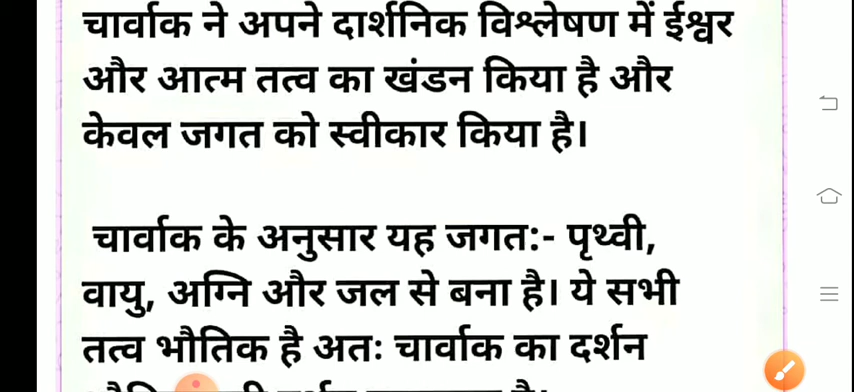 चार्वाक ने अपने दार्शनिक विश्लेषण में ईश्वर
और आत्म तत्व का खंडन किया है और
केवल जगत को स्वीकार किया है।
चार्वाक के अनुसार यह जगत:- पृथ्वी,
वायु, अग्नि और जल से बना है। ये सभी
तत्व भौतिक है अतः चार्वाक का दर्शन